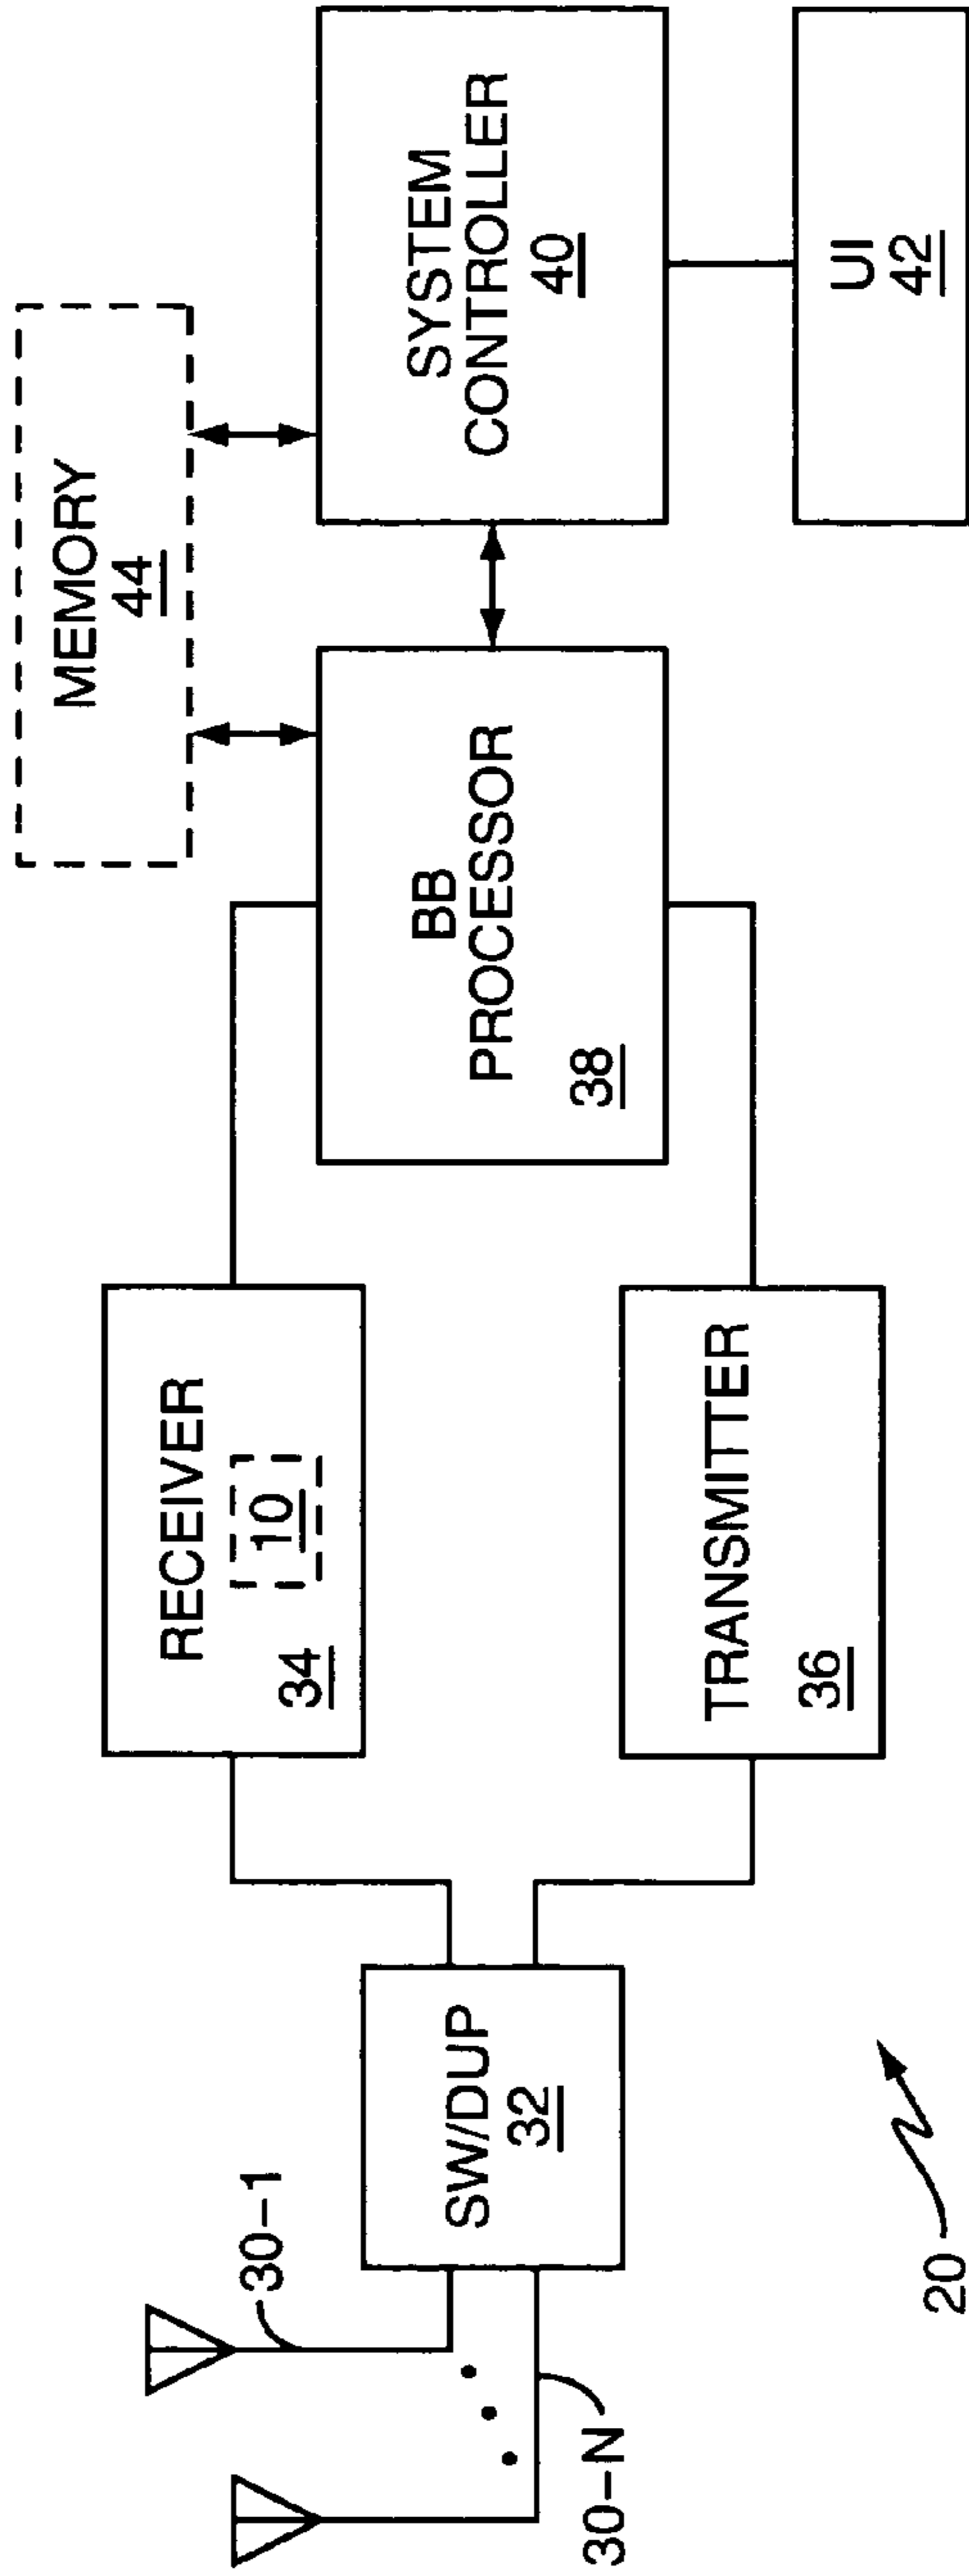 MEMORY
44
SYSTEM
CONTROLLER
40
UI
42
BB
PROCESSOR
38
RECEIVER
10
34
TRANSMITTER
36
SW/DUP
32
30-1
30-N
20